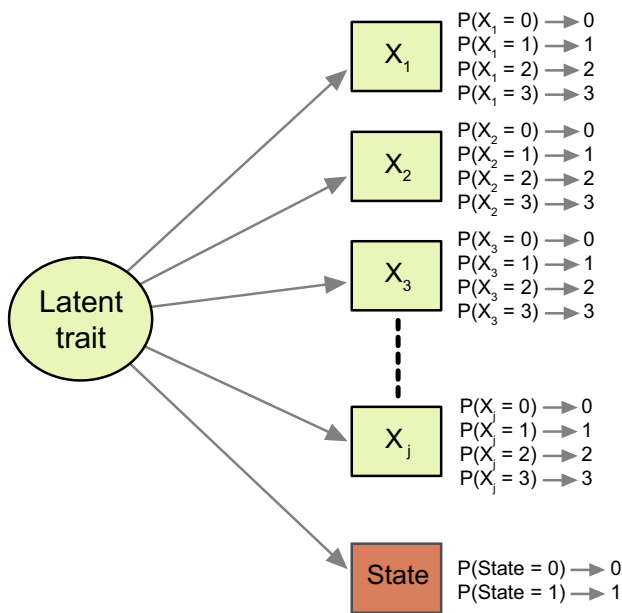 P(X₁ = 0) → 0
P(X₁ = 1) → 1
X₁
P(X₁ = 2) → 2
P(X₁ = 3) → 3
P(X₂ = 0) → 0
P(X₂ = 1) → 1
X₂
P(X₂ = 2) → 2
P(X₂ = 3) → 3
P(X₃ = 0) → 0
P(X₃ = 1) → 1
X₃
P(X₃ = 2) → 2
P(X₃ = 3) → 3
Latent
trait
P(Xⱼ = 0) → 0
P(Xⱼ = 1) → 1
Xⱼ
P(Xⱼ = 2) → 2
P(Xⱼ = 3) → 3
State
P(State = 0) → 0
P(State = 1) → 1